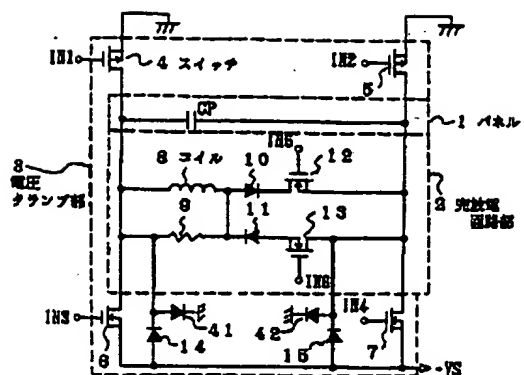 IN1
4 スイッチ
IN2
5
CP
1 パネル
IN5
8 コイル
10
12
3
電圧
クランプ部
2 充放電
回路部
9
11
13
IN6
IN3
41
42
IN4
6
14
15
7
-VS